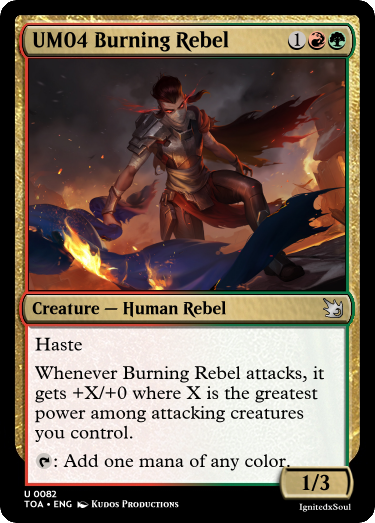 UM04 Burning Rebel 1
Creature — Human Rebel
Haste
Whenever Burning Rebel attacks, it
gets +X/+0 where X is the greatest
power among attacking creatures
you control.
: Add one mana of any color.
1/3
U 0082
TOA • ENG Kudos Productions
IgnitedxSoul